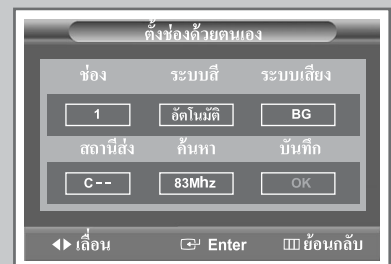 ตั้งช่องด้วยตนเอง
ช่อง ระบบสี ระบบเสียง
1 อัตโนมัติ BG
สถานีส่ง ค้นหา บันทึก
C-- 83Mhz OK
เลื่อน Enter ย้อนกลับ